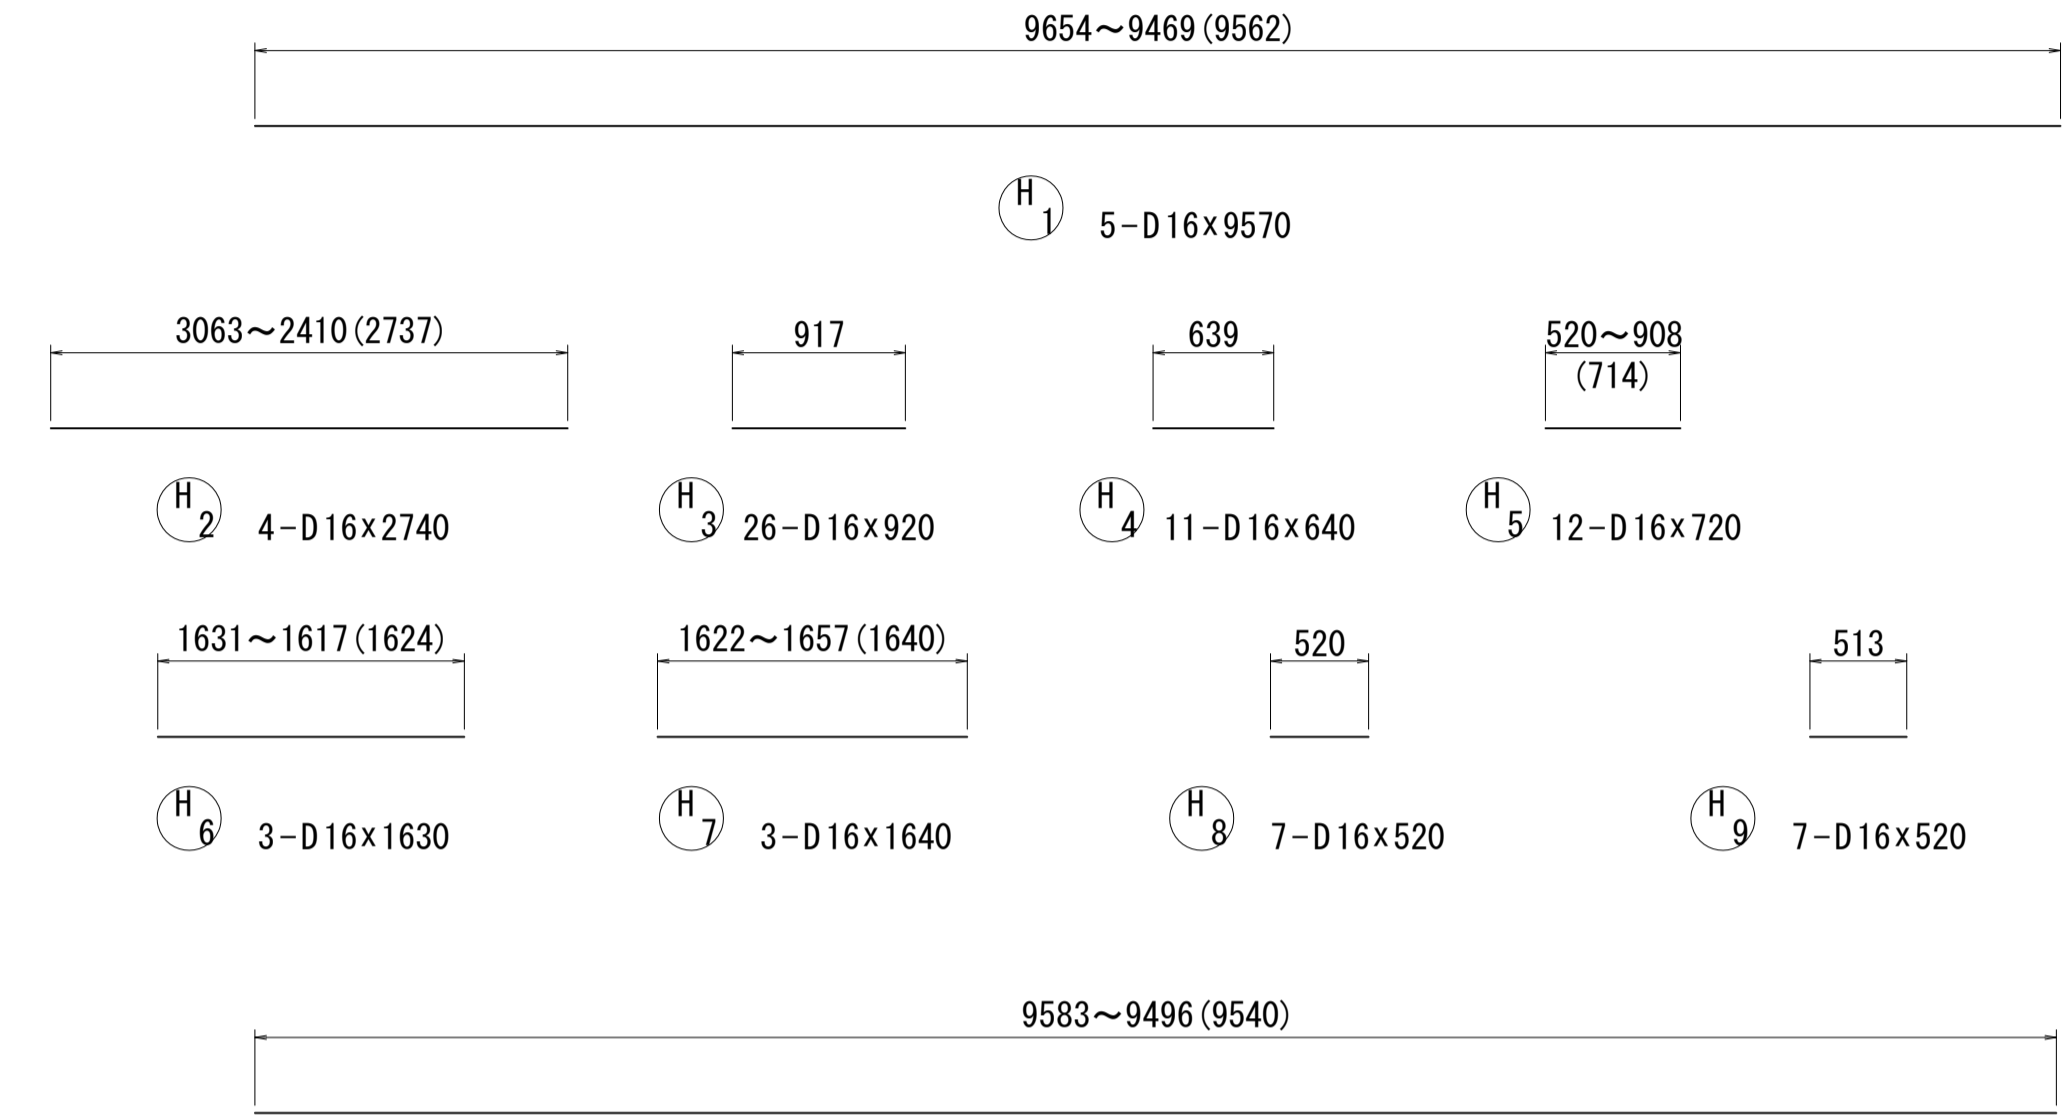 9654～9469(9562)
H1 5-D16×9570
3063～2410(2737) 917 639 520～908
(714)
H2 4-D16×2740 H3 26-D16×920 H4 11-D16×640 H5 12-D16×720
1631～1617(1624) 1622～1657(1640) 520 513
H6 3-D16×1630 H7 3-D16×1640 H8 7-D16×520 H9 7-D16×520
9583～9496(9540)